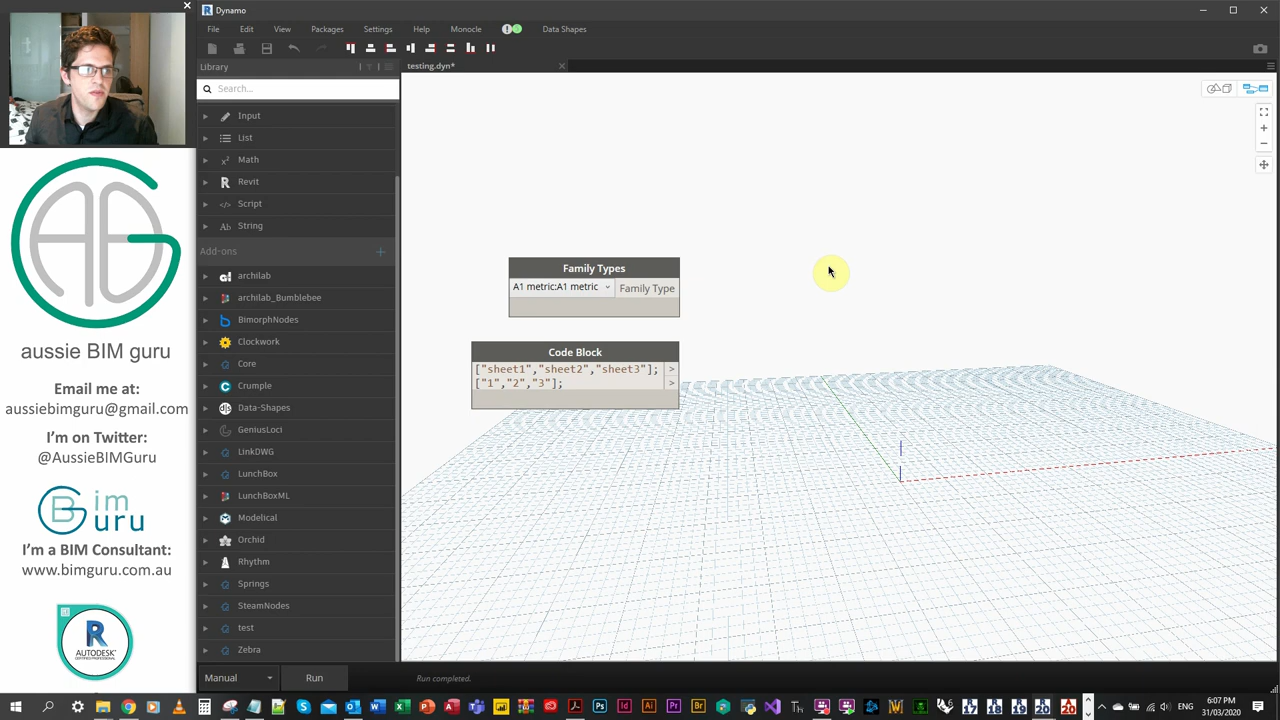 Dynamo
File Edit View Packages Settings Help Monocle Data Shapes
Library
testing.dyn*
Search...
Input
List
Math
Revit
Script
String
Add-ons
archilab
archilab_Bumblebee
BimorphNodes
Clockwork
Core
Crumple
Data-Shapes
GeniusLoci
LinkDWG
LunchBox
LunchBoxML
Modelical
Orchid
Rhythm
Springs
SteamNodes
test
Zebra
Manual
Run
Run completed.
Family Types
A1 metric:A1 metric
Family Type
Code Block
["sheet1","sheet2","sheet3"]; >
["1","2","3"]; >
aussie BIM guru
Email me at:
aussiebimguru@gmail.com
I'm on Twitter:
@AussieBIMGuru
Bim
uru
I'm a BIM Consultant:
www.bimguru.com.au
R
AUTODESK
CERTIFIED PROFESSIONAL
ENG
6:07 PM
31/03/2020